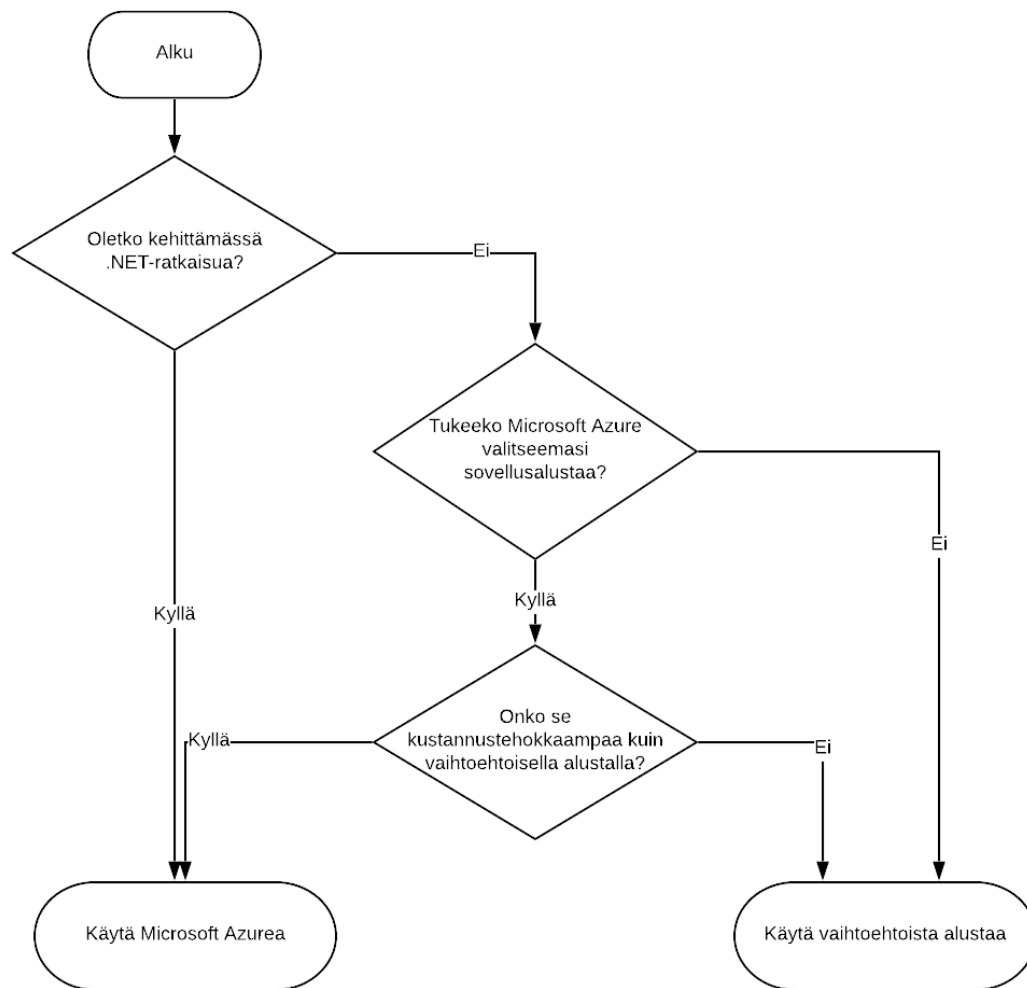 Alku
Oletko kehittämässä
.NET-ratkaisua?
Ei
Tukeeko Microsoft Azure
valitseemasi
sovellusalustaa?
Ei
Kyllä
Kyllä
Onko se
kustannustehokkaampaa kuin
vaihtoehtoisella alustalla?
Kyllä
Ei
Käytä Microsoft Azurea
Käytä vaihtoehtoista alustaa